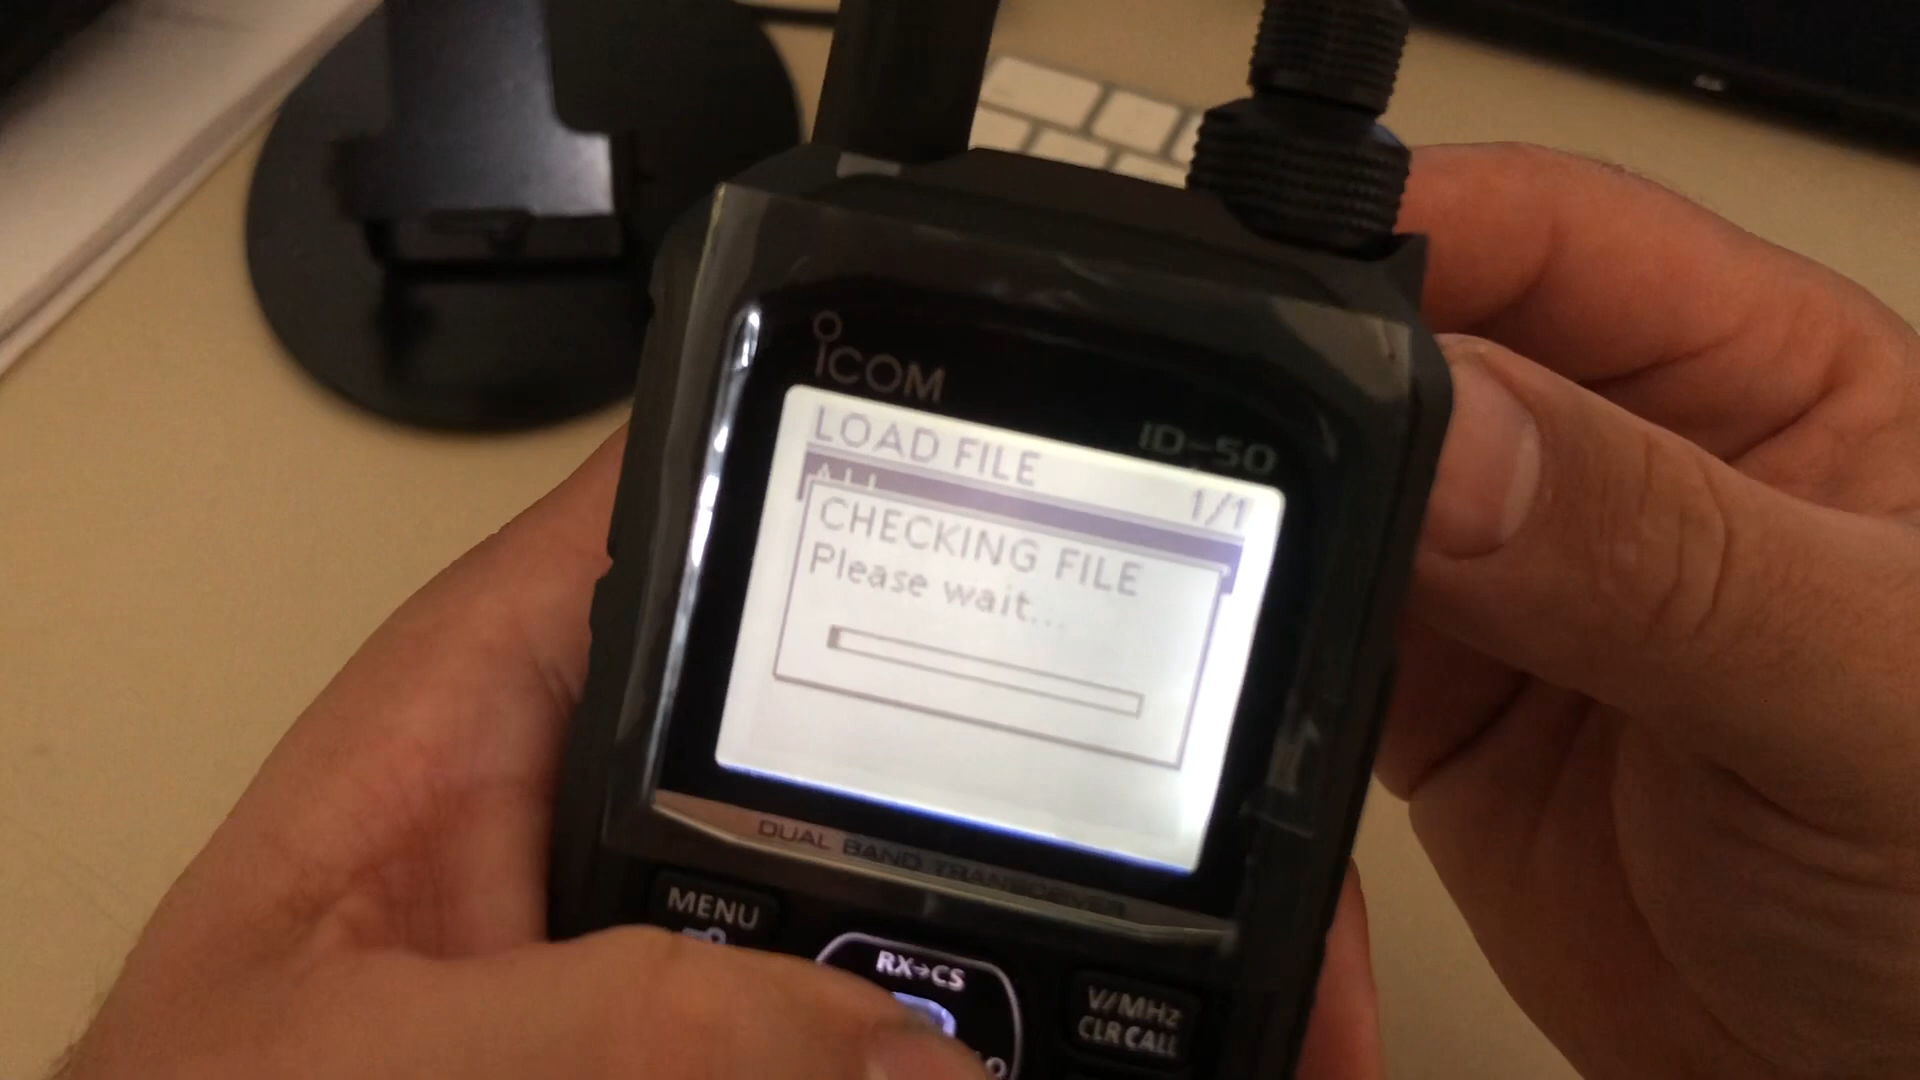 ICOM
ID-50
LOAD FILE
1/1
ALL
CHECKING FILE
Please wait...
DUAL BAND TRANSCEIVER
MENU
RX→CS
V/MHz
CLR CALL